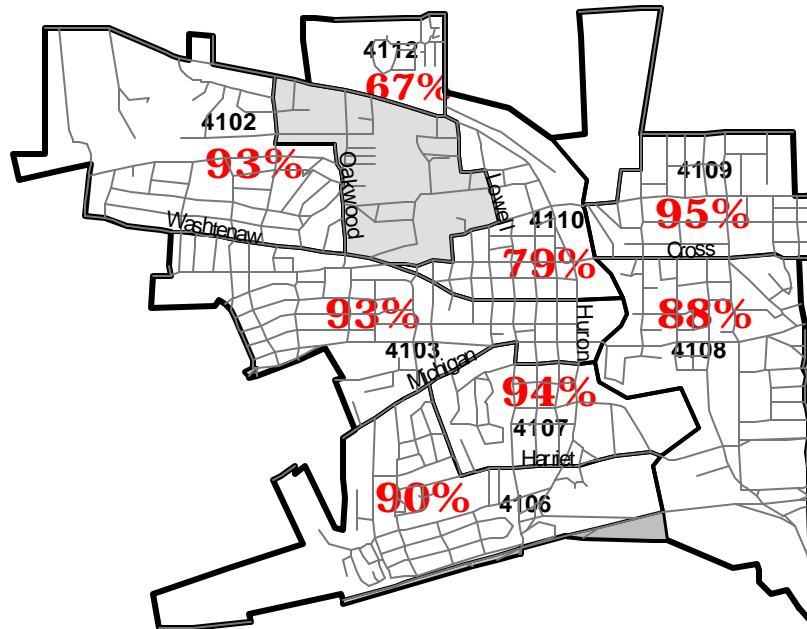 4112
67%
4102
93%
Oakwood
Washtenaw
Lowell
4110
79%
4109
95%
Cross
93%
4103
Michigan
Huron
88%
4108
94%
4107
Harriet
90%
4106